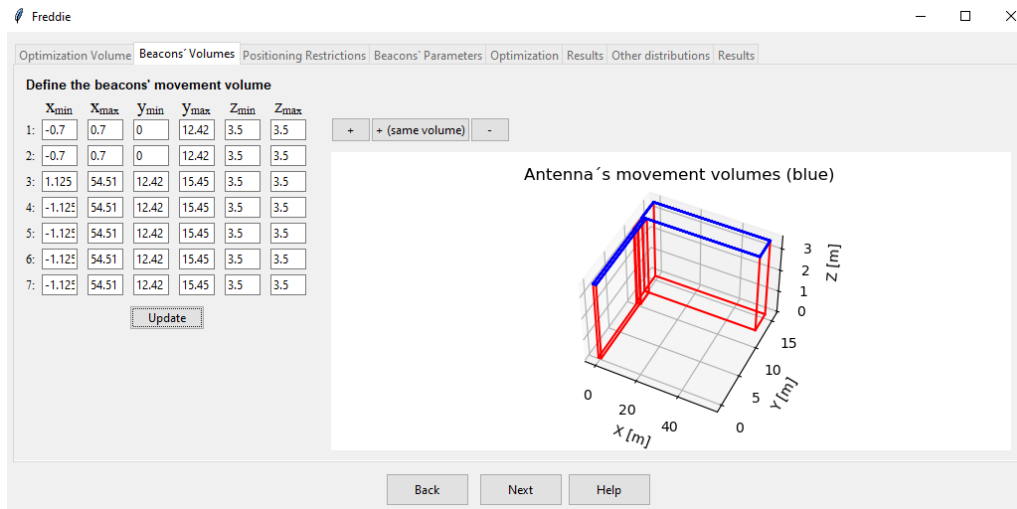 Freddie
Optimization Volume Beacons´ Volumes Positioning Restrictions Beacons` Parameters Optimization Results Other distributions Results
Define the beacons' movement volume
Xmin Xmax ymin ymax Zmin Zmax
1: -0.7 0.7 0 12.42 3.5 3.5
+ + (same volume) -
2: -0.7 0.7 0 12.42 3.5 3.5
3: 1.125 54.51 12.42 15.45 3.5 3.5
4: -1.125 54.51 12.42 15.45 3.5 3.5
5: -1.125 54.51 12.42 15.45 3.5 3.5
6: -1.125 54.51 12.42 15.45 3.5 3.5
7: -1.125 54.51 12.42 15.45 3.5 3.5
Update
Antenna´s movement volumes (blue)
3
2
1
0
Z [m]
15
10
5
0
Y [m]
0
20
40
X [m]
Back Next Help